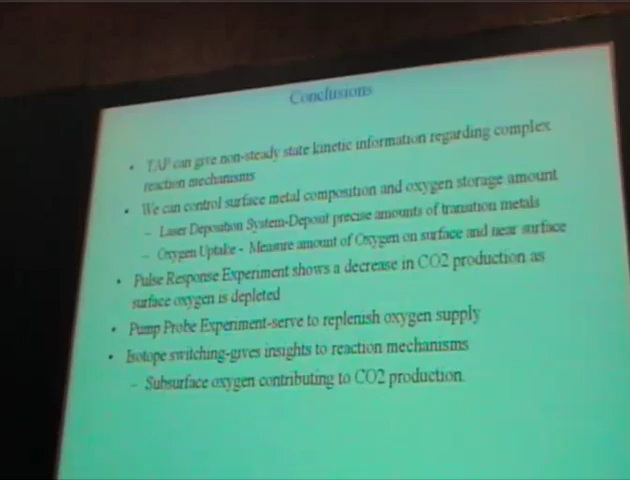 Conclusions
• TAP can give non-steady state kinetic information regarding complex
reaction mechanisms
• We can control surface metal composition and oxygen storage amount
– Laser Deposition System-Deposit precise amounts of transition metals
– Oxygen Uptake - Measure amount of Oxygen on surface and near surface
• Pulse Response Experiment shows a decrease in CO2 production as
surface oxygen is depleted
• Pump Probe Experiment-serve to replenish oxygen supply
• Isotope switching-gives insights to reaction mechanisms
– Subsurface oxygen contributing to CO2 production.